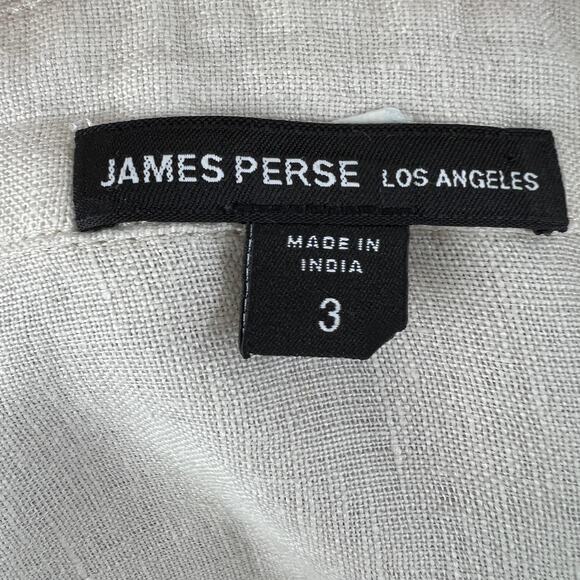 JAMES PERSE LOS ANGELES
MADE IN
INDIA
3